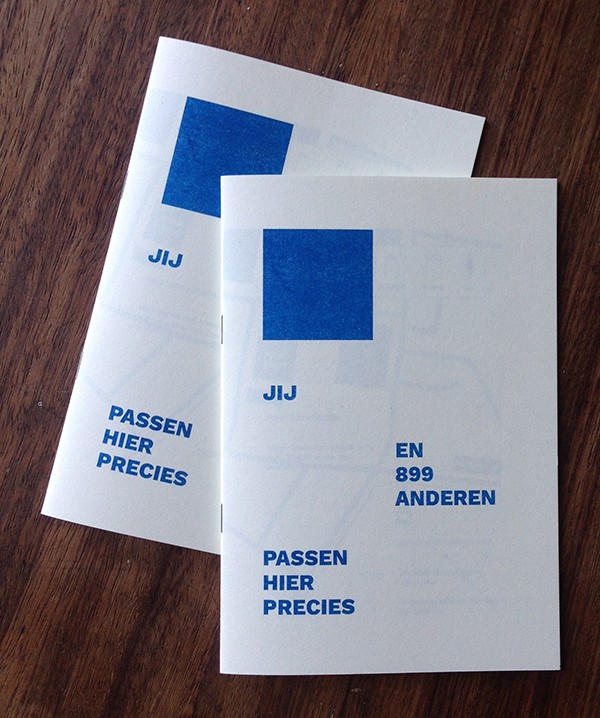 JIJ
PASSEN
HIER
PRECIES
JIJ
EN
899
ANDEREN
PASSEN
HIER
PRECIES